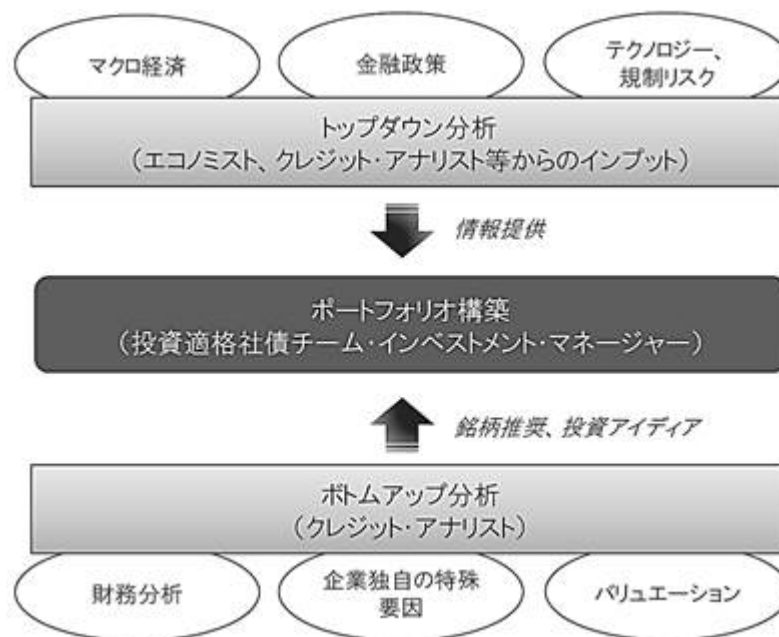 マクロ経済
金融政策
テクノロジー、
規制リスク
トップダウン分析
（エコノミスト、クレジット・アナリスト等からのインプット）
情報提供
ポートフォリオ構築
（投資適格社債チーム・インベストメント・マネージャー）
銘柄推奨、投資アイディア
ボトムアップ分析
（クレジット・アナリスト）
財務分析
企業独自の特殊
要因
バリュエーション